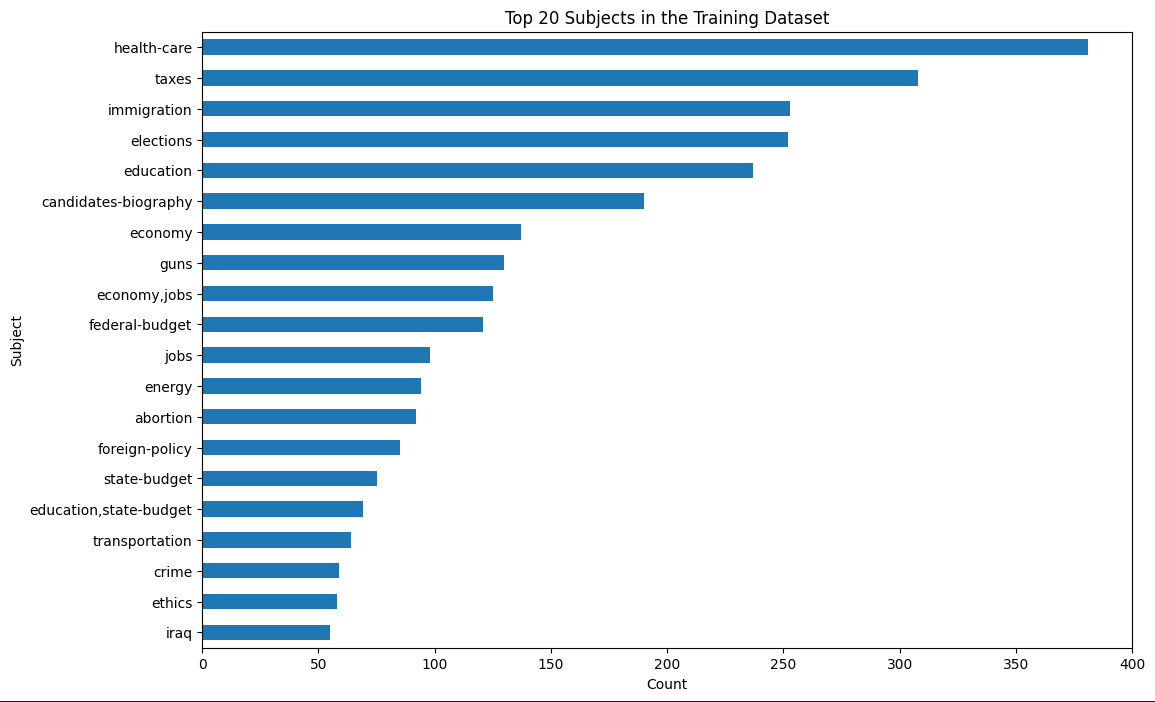 Top 20 Subjects in the Training Dataset
Subject
health-care
taxes
immigration
elections
education
candidates-biography
economy
guns
economy,jobs
federal-budget
jobs
energy
abortion
foreign-policy
state-budget
education,state-budget
transportation
crime
ethics
iraq
0 50 100 150 200 250 300 350 400
Count